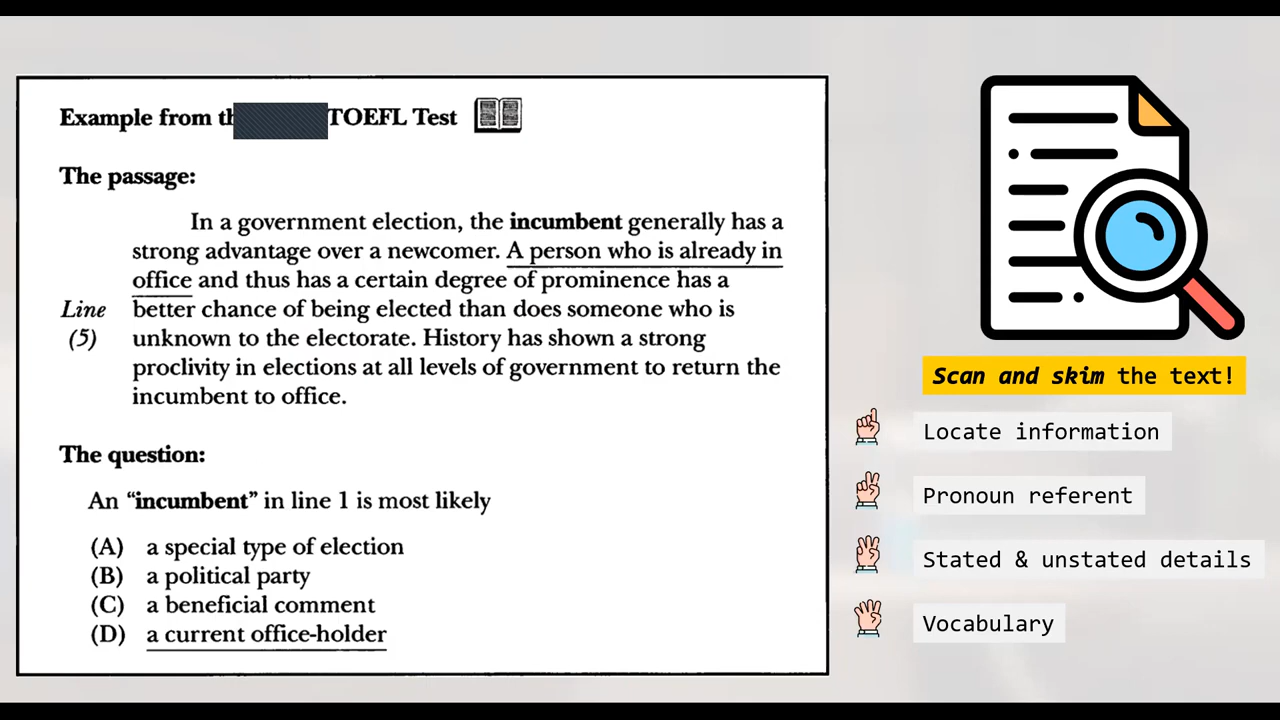 Example from th TOEFL Test
The passage:
In a government election, the incumbent generally has a
strong advantage over a newcomer. A person who is already in
office and thus has a certain degree of prominence has a
Line better chance of being elected than does someone who is
(5) unknown to the electorate. History has shown a strong
proclivity in elections at all levels of government to return the
incumbent to office.
The question:
An “incumbent” in line 1 is most likely
(A) a special type of election
(B) a political party
(C) a beneficial comment
(D) a current office-holder
Scan and skim the text!
Locate information
Pronoun referent
Stated & unstated details
Vocabulary